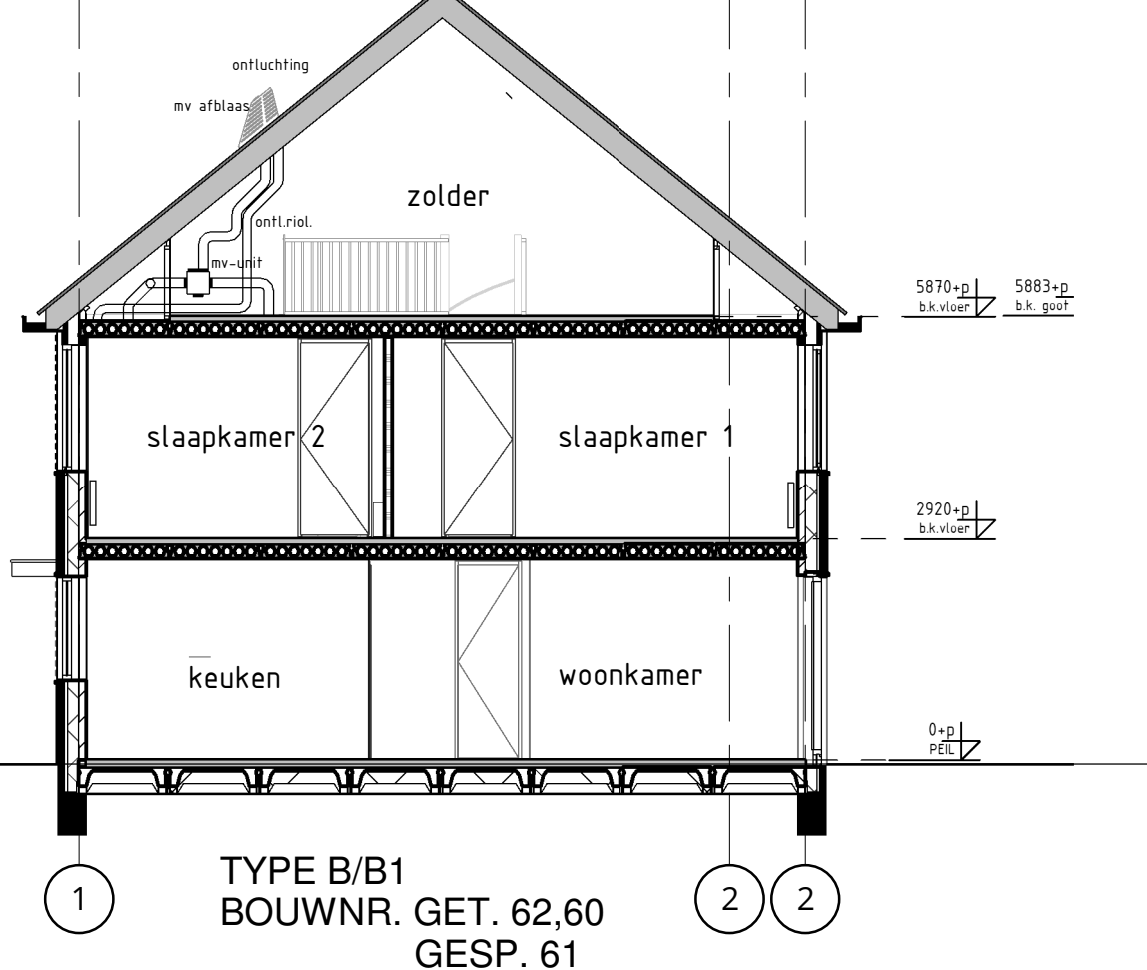 ontluchting
mv afblaas
zolder
ontl.riol.
mv-unit
5870+p
b.k.vloer
5883+p
b.k. goot
slaapkamer 2
slaapkamer 1
2920+p
b.k.vloer
keuken
woonkamer
0+p
PEIL
1
2
2
TYPE B/B1
BOUWNR. GET. 62,60
GESP. 61